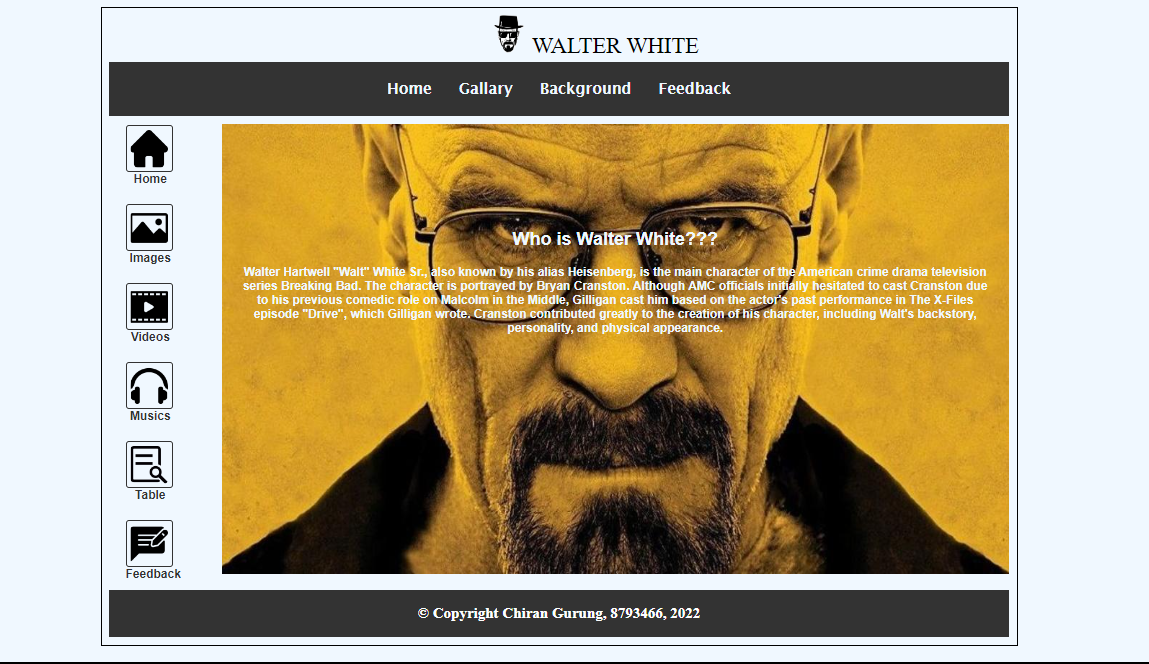 WALTER WHITE
Home Gallary Background Feedback
Home
Images
Videos
Musics
Table
Feedback
Who is Walter White???
Walter Hartwell "Walt" White Sr., also known by his alias Heisenberg, is the main character of the American crime drama television
series Breaking Bad. The character is portrayed by Bryan Cranston. Although AMC officials initially hesitated to cast Cranston due
to his previous comedic role on Malcolm in the Middle, Gilligan cast him based on the actor's past performance in The X-Files
episode "Drive", which Gilligan wrote. Cranston contributed greatly to the creation of his character, including Walt's backstory,
personality, and physical appearance.
© Copyright Chiran Gurung, 8793466, 2022